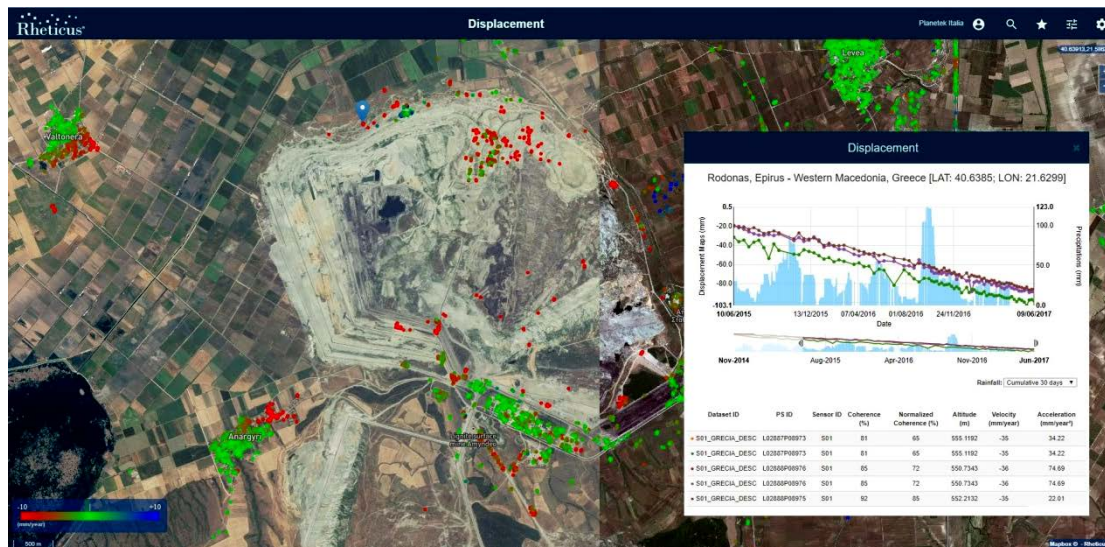 Rheticus®
Displacement
Planetek Italia
Levea
Valtonera
Anargyri
-10
+10
(mm/year)
500 m
Mapbox ©
Displacement
Rodonas, Epirus - Western Macedonia, Greece [LAT: 40.6385; LON: 21.6299]
Displacement Maps (mm)
0.5
-20.0
-40.0
-60.0
-80.0
-103.1
123.0
100.0
50.0
0.0
Precipitations (mm)
10/06/2015 13/12/2015 07/04/2016 01/08/2016 24/11/2016 09/06/2017
Date
Nov-2014 Aug-2015 Apr-2016 Nov-2016 Jun-2017
Rainfall: Cumulative 30 days
Dataset ID PS ID Sensor ID Coherence (%) Normalized Coherence (%) Altitude (m) Velocity (mm/year) Acceleration (mm/year²)
S01_GRECIA_DESC L02887P08973 S01 81 65 555.1192 -35 34.22
S01_GRECIA_DESC L02887P08973 S01 81 65 555.1192 -35 34.22
S01_GRECIA_DESC L02888P08976 S01 85 72 550.7343 -36 74.69
S01_GRECIA_DESC L02888P08976 S01 85 72 550.7343 -36 74.69
S01_GRECIA_DESC L02888P08975 S01 92 85 552.2132 -35 22.01